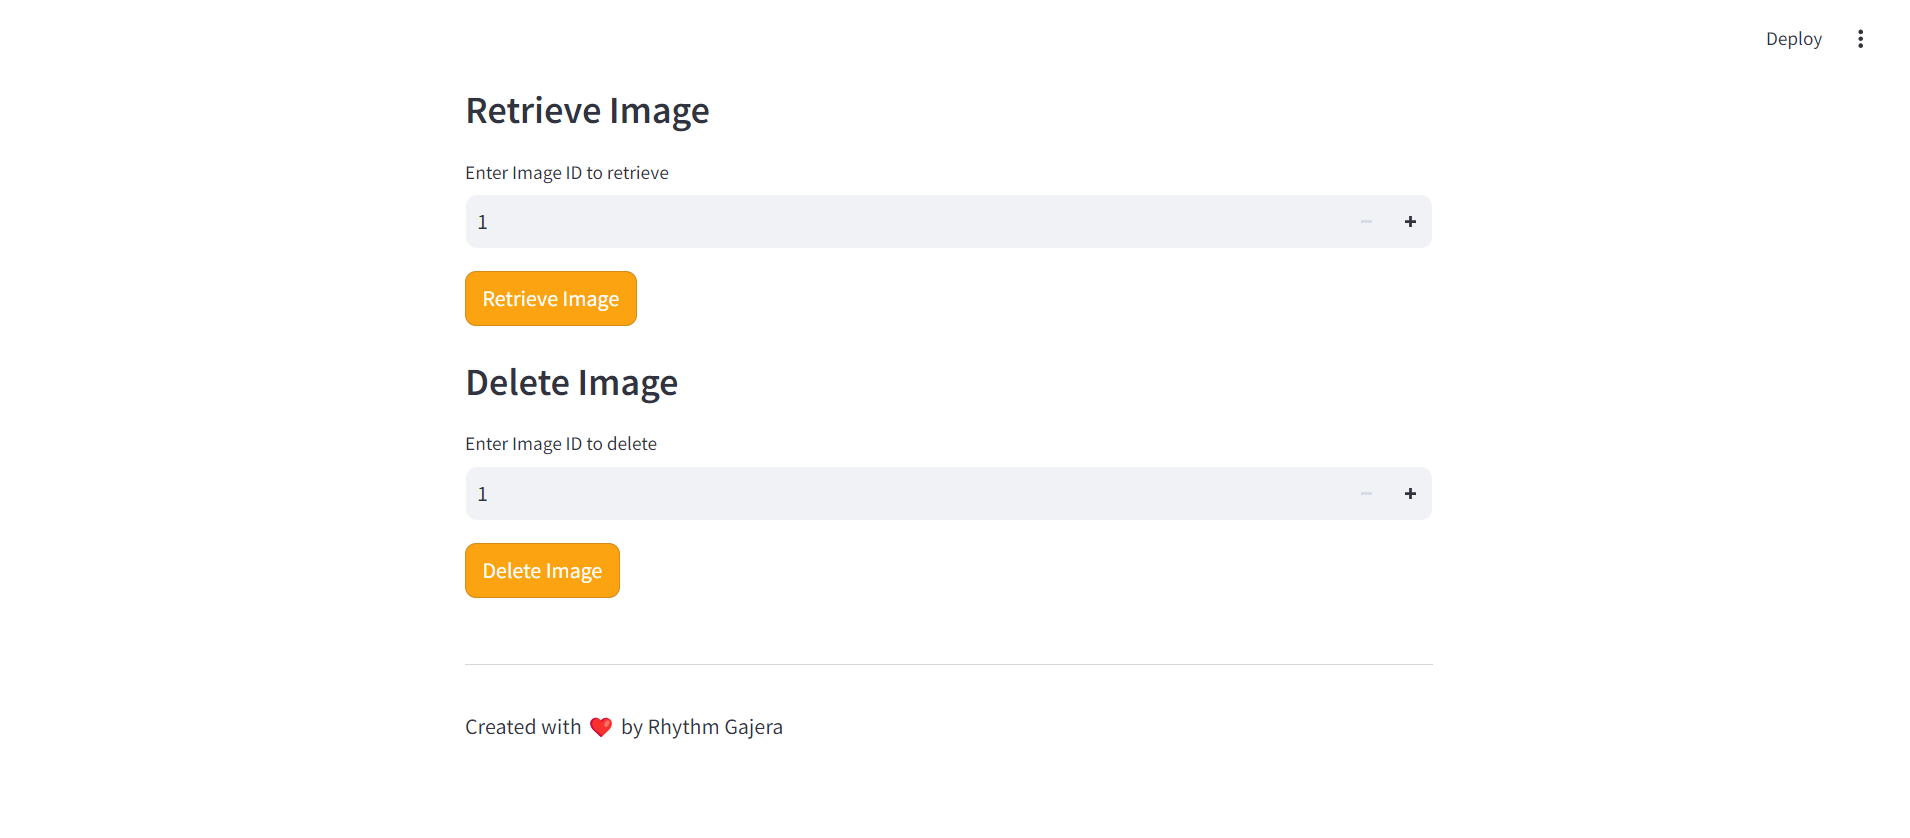 Deploy
Retrieve Image
Enter Image ID to retrieve
1
Retrieve Image
Delete Image
Enter Image ID to delete
1
Delete Image
Created with ❤️ by Rhythm Gajera